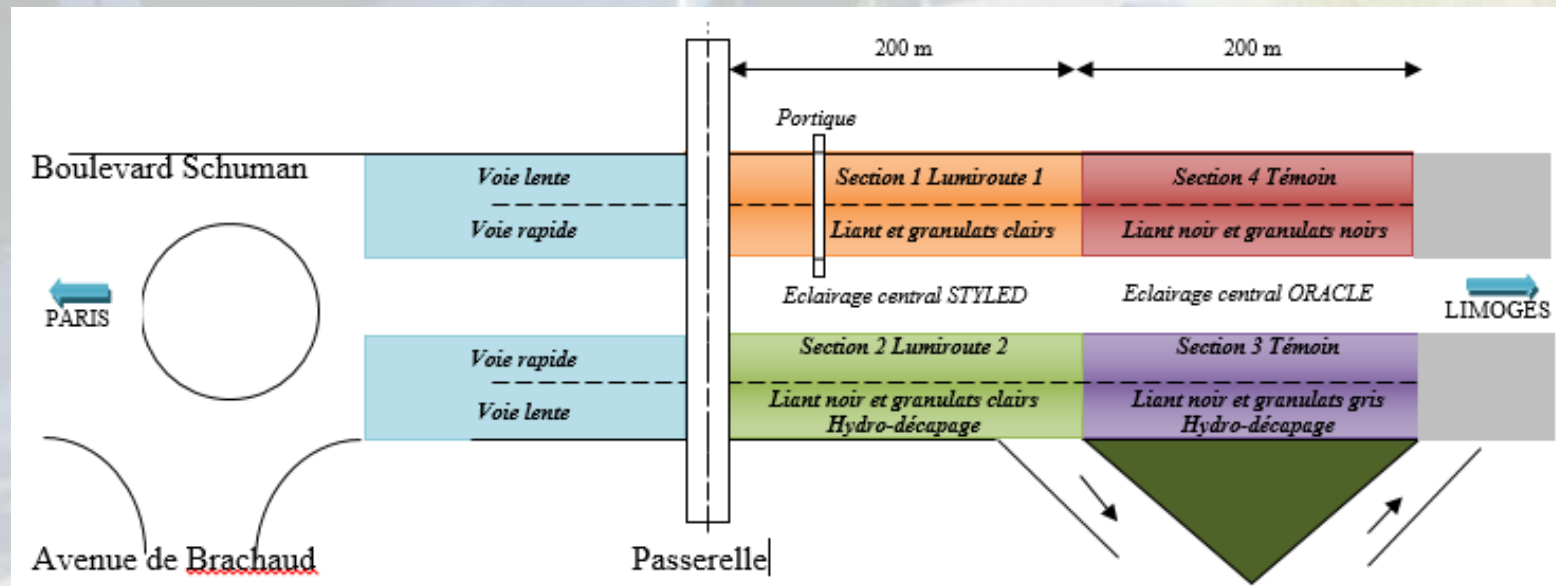 200 m
200 m
Portique
Boulevard Schuman
Voie lente
Section 1 Lumiroute 1
Section 4 Témoin
Voie rapide
Liant et granulats clairs
Liant noir et granulats noirs
PARIS
Eclairage central STYLED
Eclairage central ORACLE
LIMOGES
Voie rapide
Section 2 Lumiroute 2
Section 3 Témoin
Voie lente
Liant noir et granulats clairs
Hydro-décapage
Liant noir et granulats gris
Hydro-décapage
Avenue de Brachaud
Passerelle